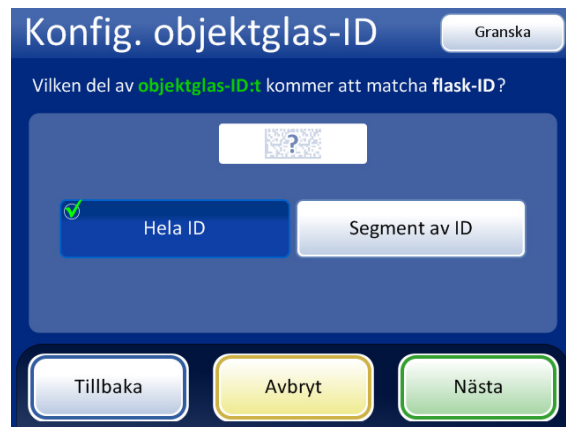 Konfig. objektglas-ID
Granska
Vilken del av objektglas-ID:t kommer att matcha flask-ID?
?
Hela ID
Segment av ID
Tillbaka
Avbryt
Nästa